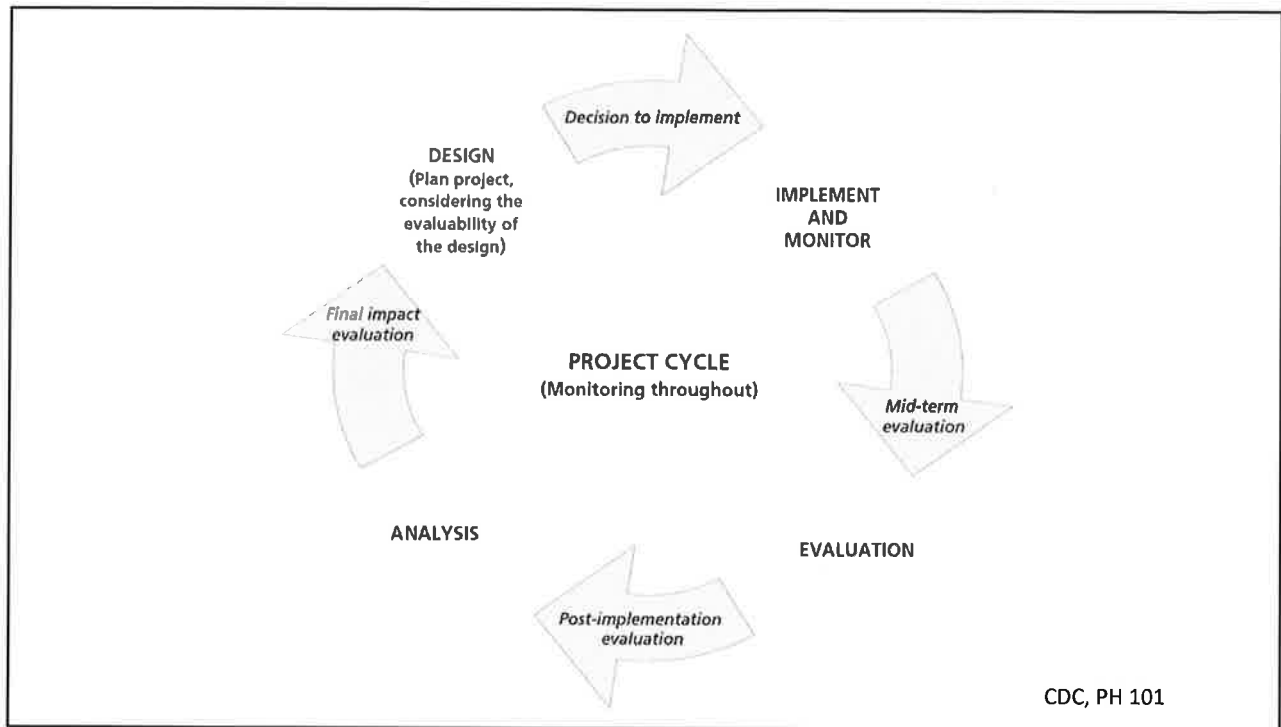 Decision to implement
DESIGN
(Plan project,
considering the
evaluability of
the design)
IMPLEMENT
AND
MONITOR
Final impact
evaluation
PROJECT CYCLE
(Monitoring throughout)
Mid-term
evaluation
ANALYSIS
EVALUATION
Post-implementation
evaluation
CDC, PH 101